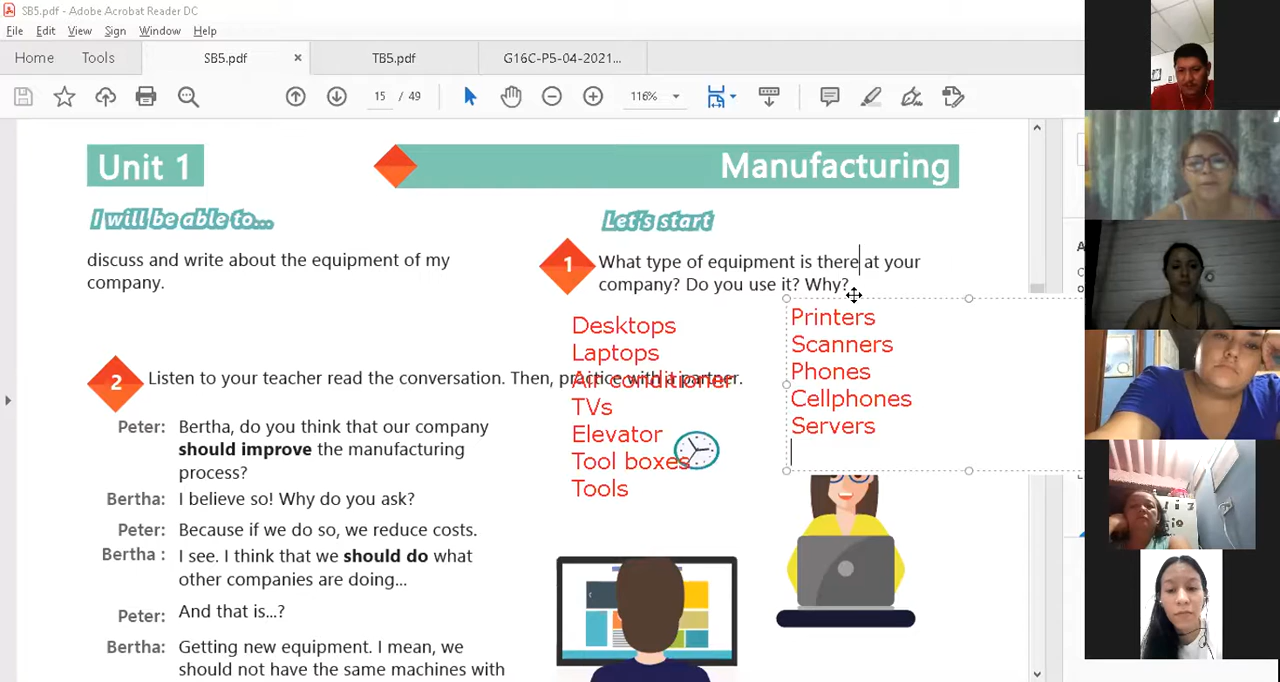 SB5.pdf - Adobe Acrobat Reader DC
File Edit View Sign Window Help
Home Tools SB5.pdf × TB5.pdf G16C-P5-04-2021...
15 / 49 116%
Unit 1
Manufacturing
I will be able to...
Let's start
discuss and write about the equipment of my
company.
1 What type of equipment is there at your
company? Do you use it? Why?
Desktops
Laptops
Air conditioner
TVs
Elevator
Tool boxes
Tools
Printers
Scanners
Phones
Cellphones
Servers
2 Listen to your teacher read the conversation. Then, practice with a partner.
Peter: Bertha, do you think that our company
should improve the manufacturing
process?
Bertha: I believe so! Why do you ask?
Peter: Because if we do so, we reduce costs.
Bertha : I see. I think that we should do what
other companies are doing...
Peter: And that is...?
Bertha: Getting new equipment. I mean, we
should not have the same machines with